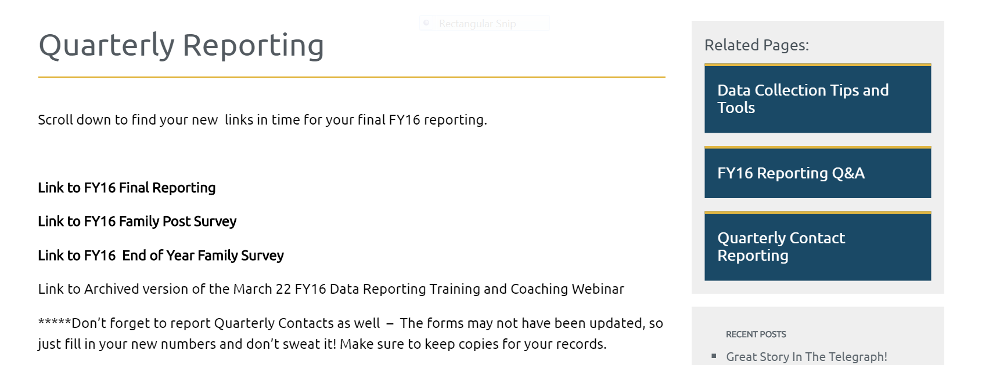 Rectangular Snip
Quarterly Reporting
Scroll down to find your new  links in time for your final FY16 reporting.
Link to FY16 Final Reporting
Link to FY16 Family Post Survey
Link to FY16  End of Year Family Survey
Link to Archived version of the March 22 FY16 Data Reporting Training and Coaching Webinar
*****Don’t forget to report Quarterly Contacts as well  –  The forms may not have been updated, so
just fill in your new numbers and don’t sweat it! Make sure to keep copies for your records.
Related Pages:
Data Collection Tips and
Tools
FY16 Reporting Q&A
Quarterly Contact
Reporting
RECENT POSTS
Great Story In The Telegraph!